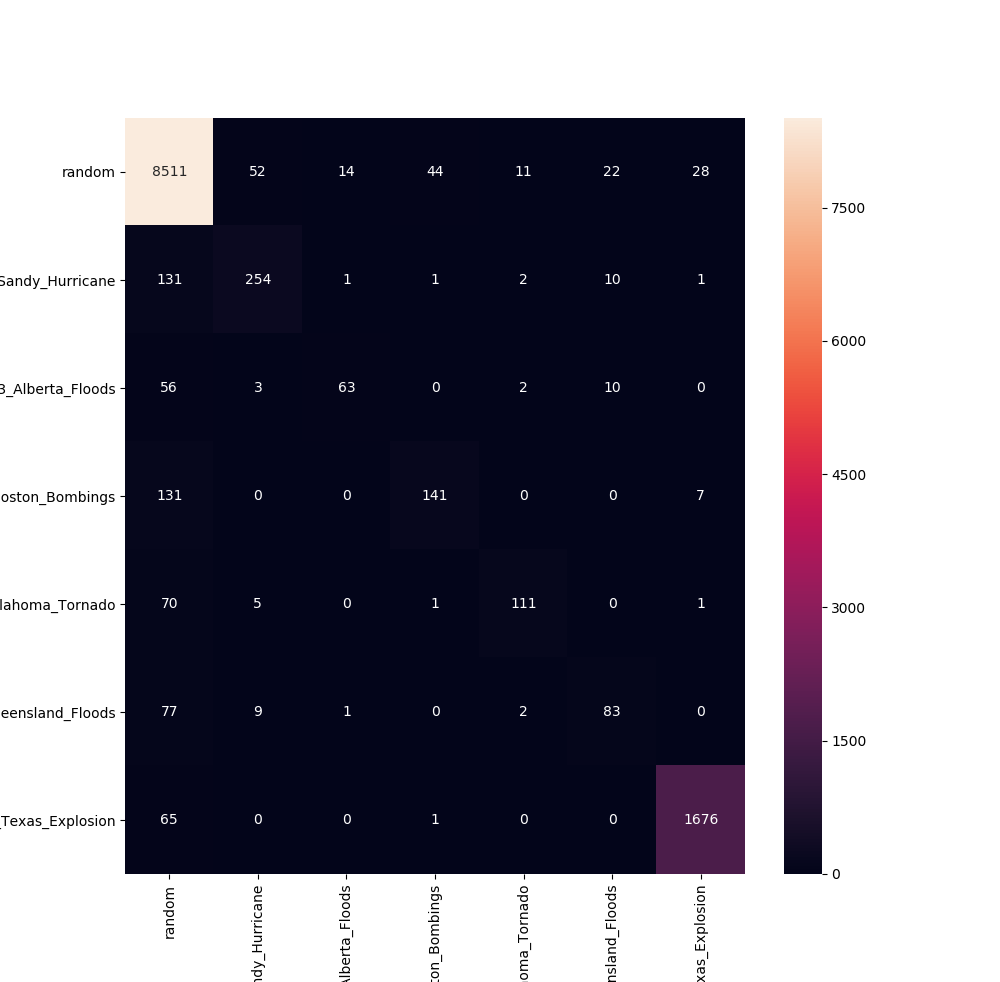 random 8511 52 14 44 11 22 28
Sandy_Hurricane 131 254 1 1 2 10 1
3_Alberta_Floods 56 3 63 0 2 10 0
oston_Bombings 131 0 0 141 0 0 7
lahoma_Tornado 70 5 0 1 111 0 1
eensland_Floods 77 9 1 0 2 83 0
_Texas_Explosion 65 0 0 1 0 0 1676
random
ndy_Hurricane
Alberta_Floods
ton_Bombings
oma_Tornado
nsland_Floods
xas_Explosion
7500
6000
4500
3000
1500
0